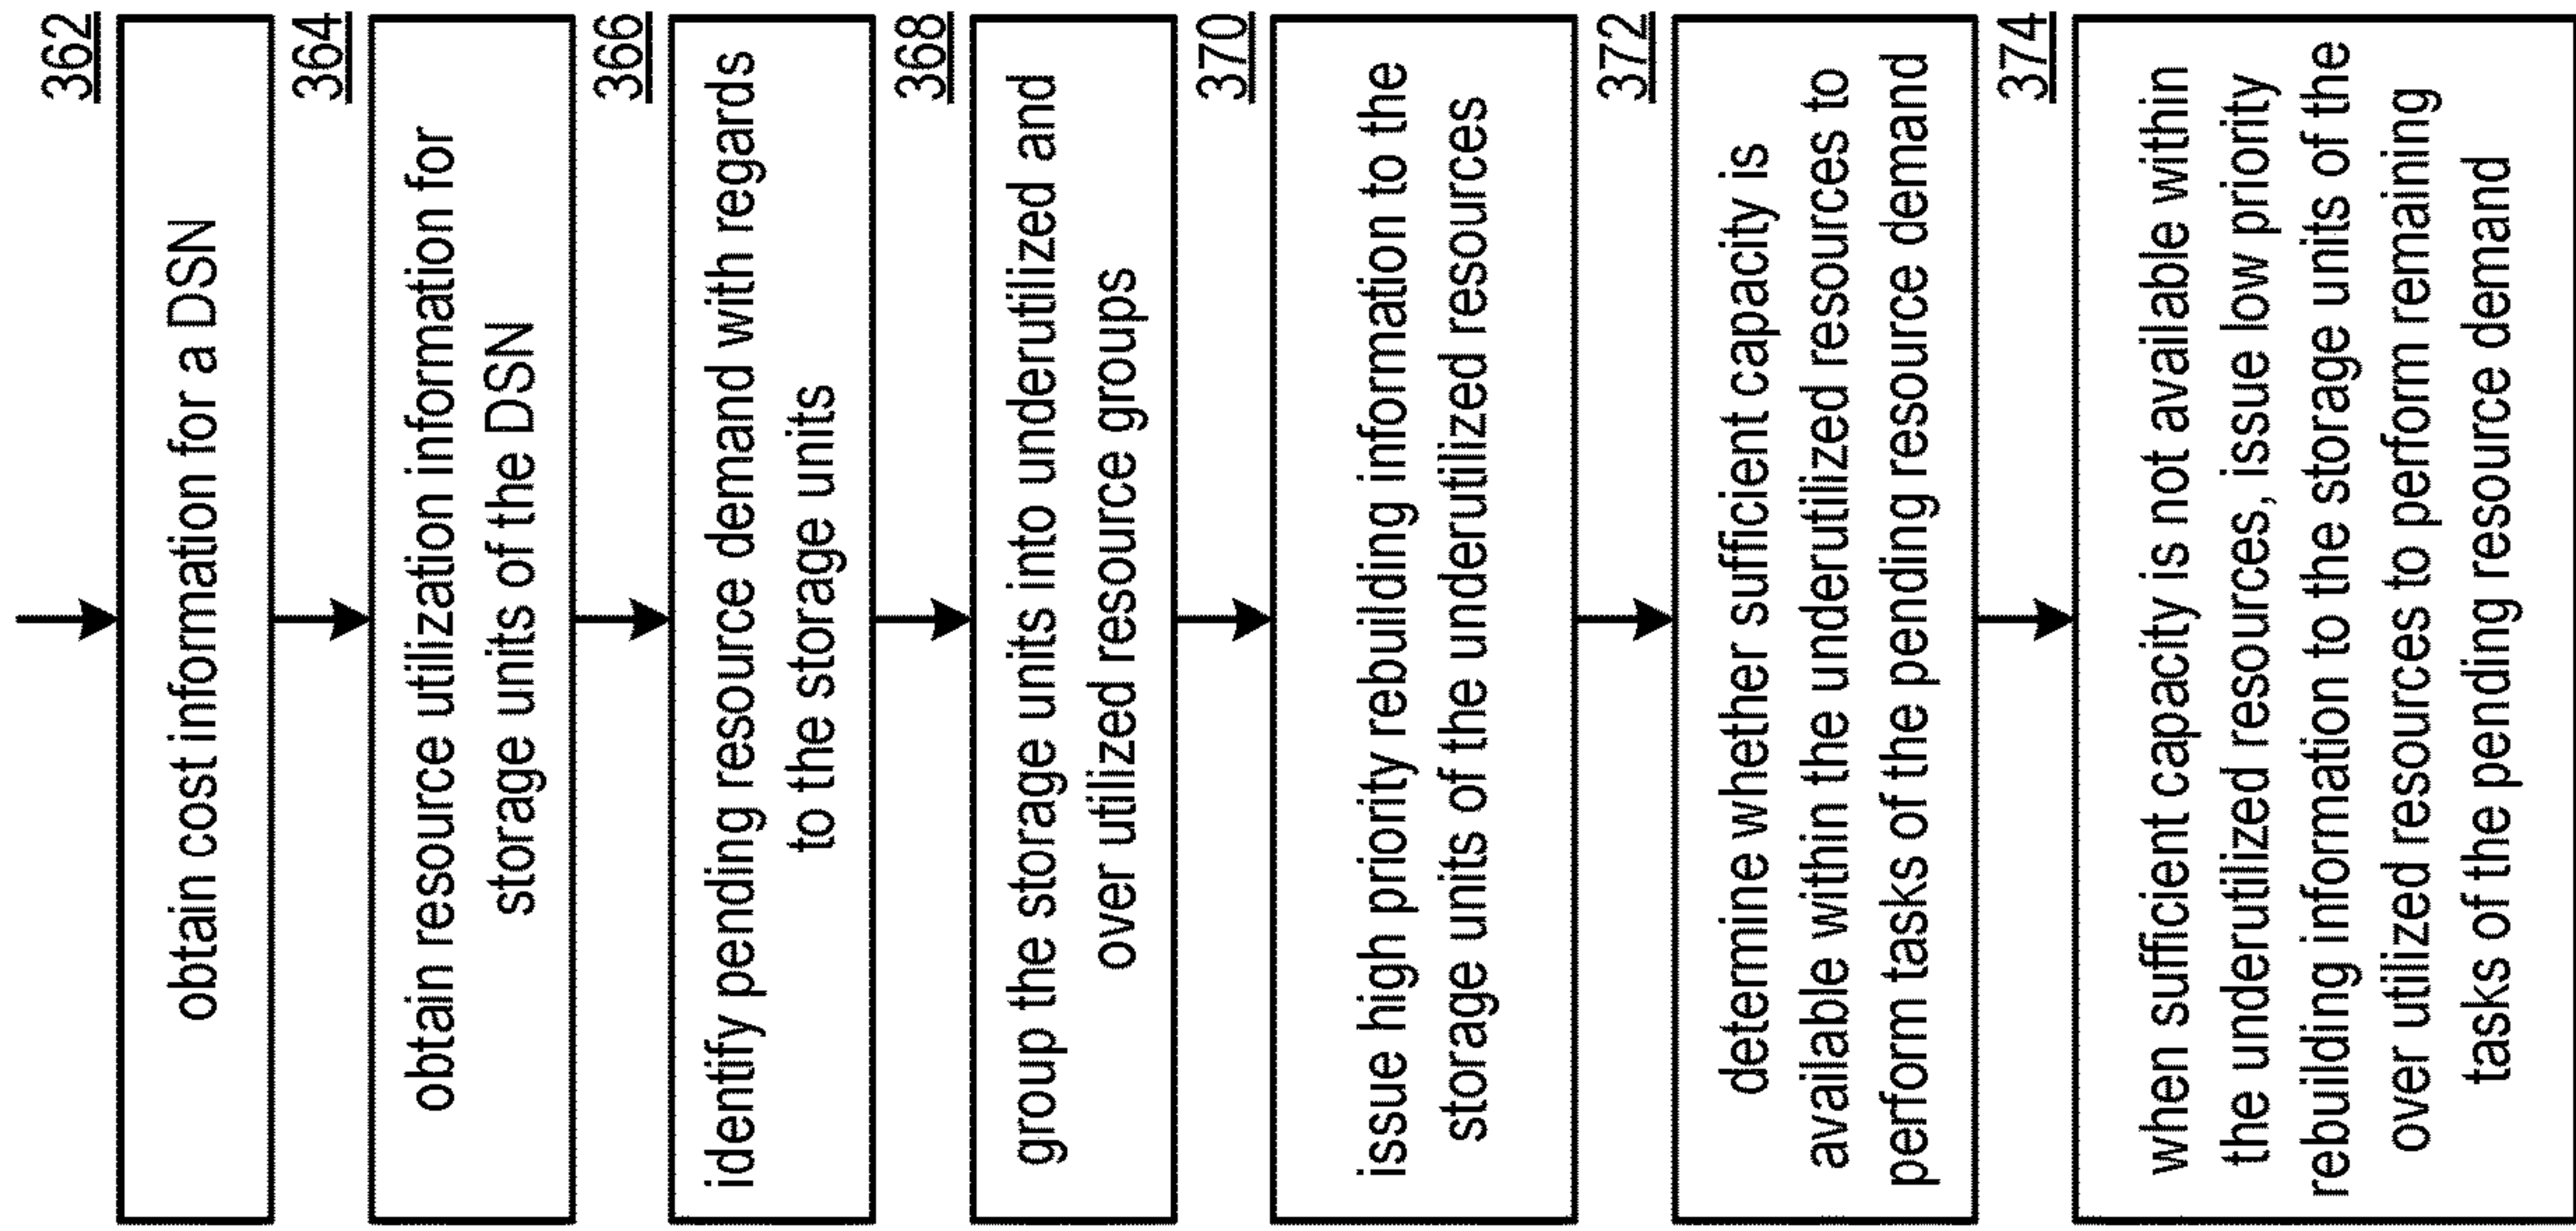 362
obtain cost information for a DSN
364
obtain resource utilization information for
storage units of the DSN
366
identify pending resource demand with regards
to the storage units
368
group the storage units into underutilized and
over utilized resource groups
370
issue high priority rebuilding information to the
storage units of the underutilized resources
372
determine whether sufficient capacity is
available within the underutilized resources to
perform tasks of the pending resource demand
374
when sufficient capacity is not available within
the underutilized resources, issue low priority
rebuilding information to the storage units of the
over utilized resources to perform remaining
tasks of the pending resource demand